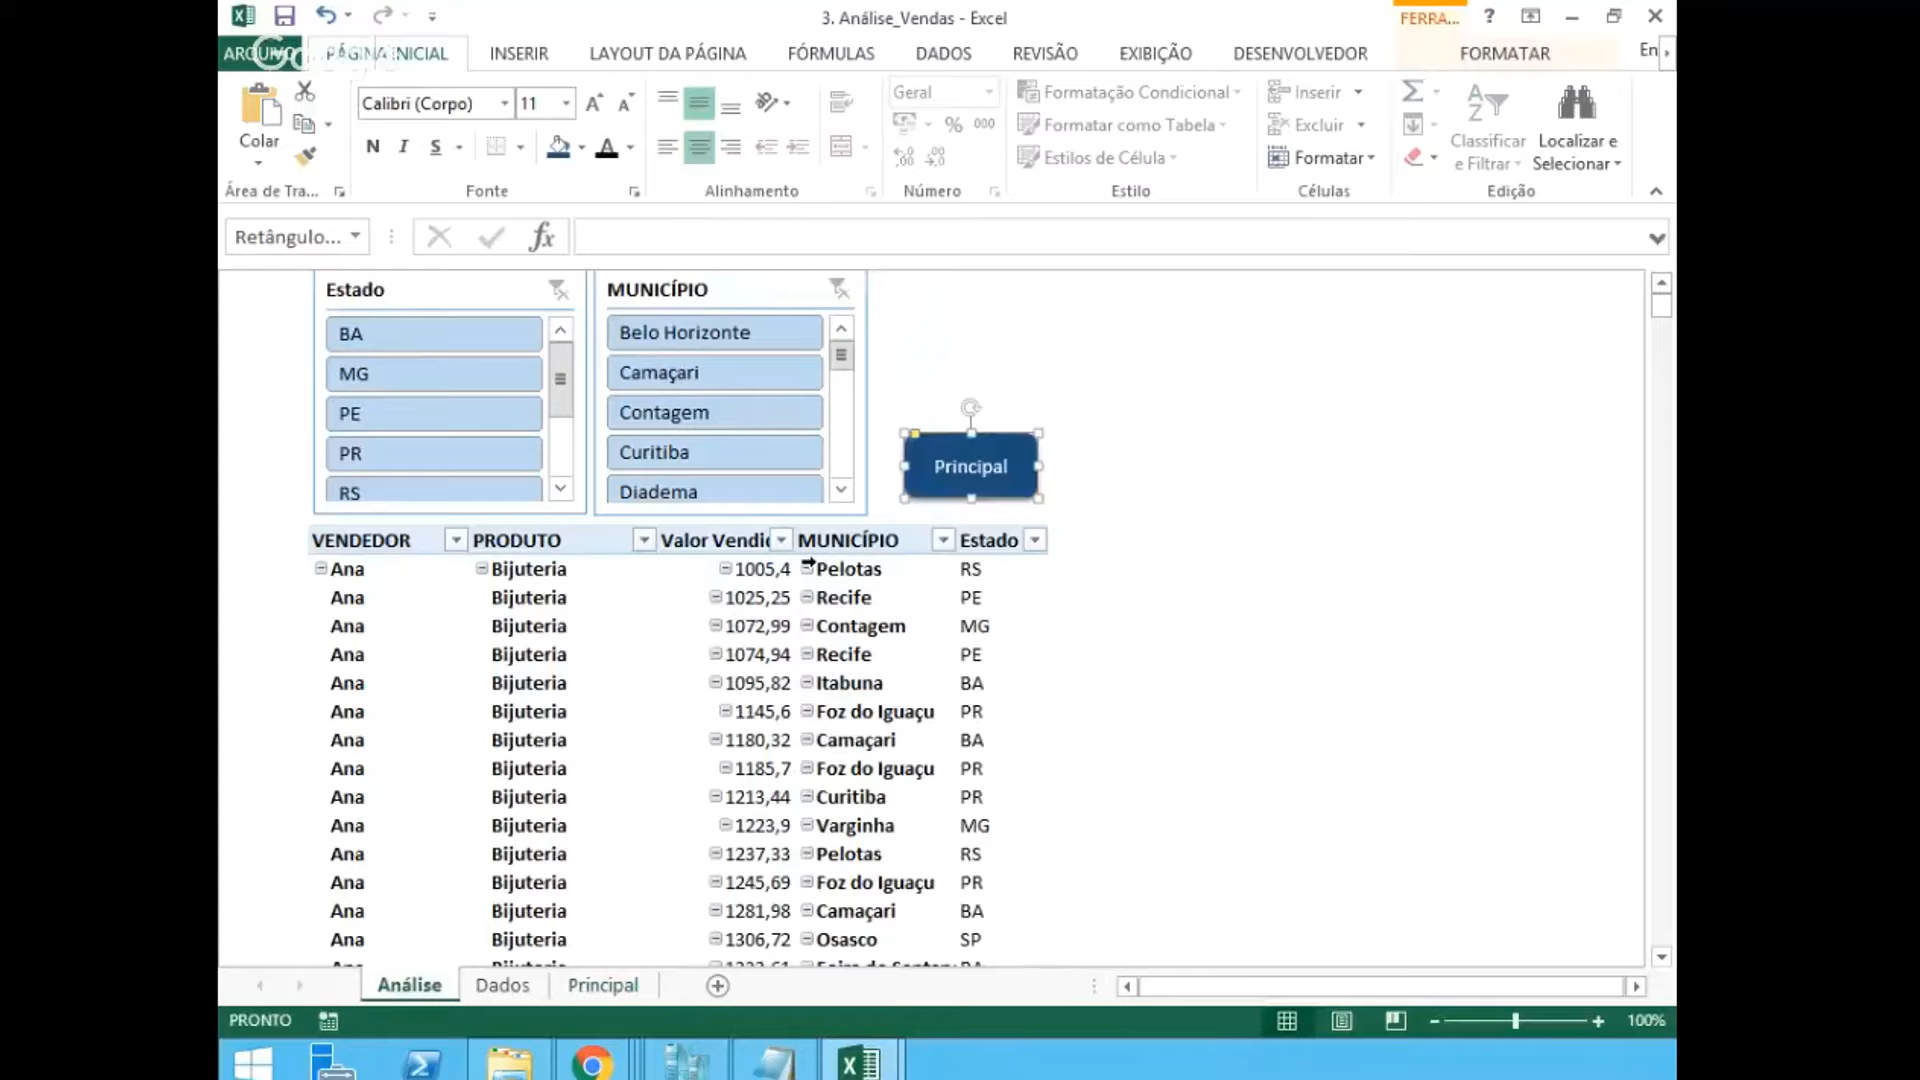 3. Análise_Vendas - Excel
FERRA...
?
ARQUIVO
PÁGINA INICIAL
INSERIR
LAYOUT DA PÁGINA
FÓRMULAS
DADOS
REVISÃO
EXIBIÇÃO
DESENVOLVEDOR
FORMATAR
En
Colar
Calibri (Corpo)
11
N I S
Geral
% 000
Formatação Condicional
Formatar como Tabela
Estilos de Célula
Inserir
Excluir
Formatar
Classificar
e Filtrar
Localizar e
Selecionar
Área de Tra...
Fonte
Alinhamento
Número
Estilo
Células
Edição
Retângulo...
fx
Estado
BA
MG
PE
PR
RS
MUNICÍPIO
Belo Horizonte
Camaçari
Contagem
Curitiba
Diadema
Principal
VENDEDOR PRODUTO Valor Vendi MUNICÍPIO Estado
Ana Bijuteria 1005,4 Pelotas RS
Ana Bijuteria 1025,25 Recife PE
Ana Bijuteria 1072,99 Contagem MG
Ana Bijuteria 1074,94 Recife PE
Ana Bijuteria 1095,82 Itabuna BA
Ana Bijuteria 1145,6 Foz do Iguaçu PR
Ana Bijuteria 1180,32 Camaçari BA
Ana Bijuteria 1185,7 Foz do Iguaçu PR
Ana Bijuteria 1213,44 Curitiba PR
Ana Bijuteria 1223,9 Varginha MG
Ana Bijuteria 1237,33 Pelotas RS
Ana Bijuteria 1245,69 Foz do Iguaçu PR
Ana Bijuteria 1281,98 Camaçari BA
Ana Bijuteria 1306,72 Osasco SP
Análise
Dados
Principal
PRONTO
100%